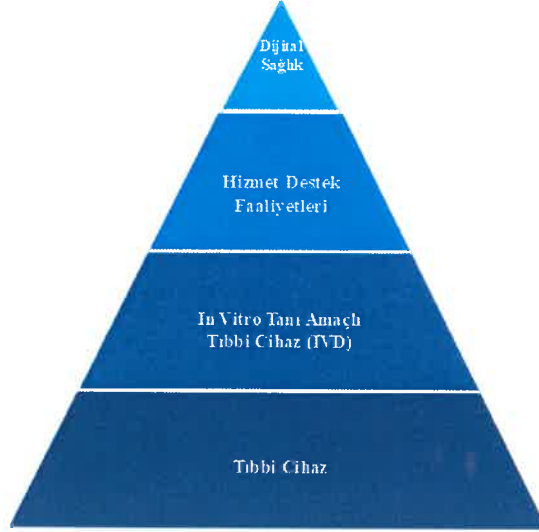 Dijital
Sağlık
Hizmet Destek
Faaliyetleri
In Vitro Tanı Amaçlı
Tıbbi Cihaz (IVD)
Tıbbi Cihaz